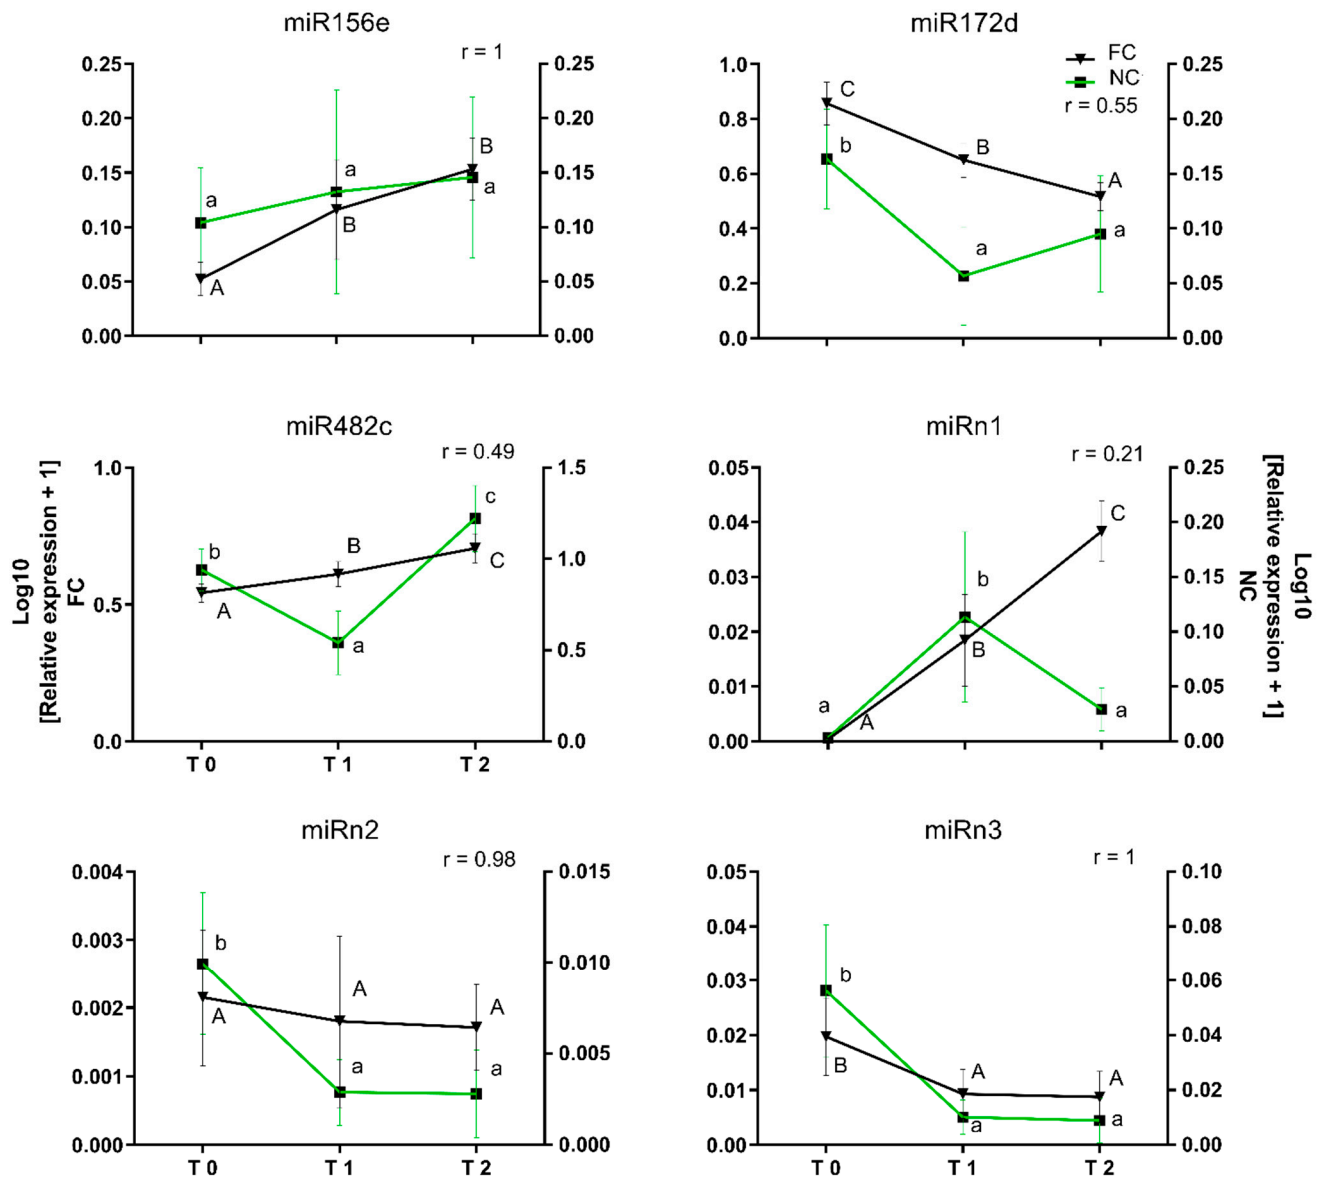 miR156e
r = 1
0.25
0.20
0.15
0.10
0.05
0.00
a
a
a
A
B
B
0.25
0.20
0.15
0.10
0.05
0.00
miR172d
FC
NC
r = 0.55
1.0
0.8
0.6
0.4
0.2
0.0
C
B
A
b
a
a
0.25
0.20
0.15
0.10
0.05
0.00
miR482c
r = 0.49
Log10
[Relative expression + 1]
FC
1.0
0.5
0.0
b
a
c
A
B
C
1.5
1.0
0.5
0.0
T 0 T 1 T 2
miRn1
r = 0.21
0.05
0.04
0.03
0.02
0.01
0.00
a
b
a
A
B
C
0.25
0.20
0.15
0.10
0.05
0.00
Log10
[Relative expression + 1]
NC
miRn2
r = 0.98
0.004
0.003
0.002
0.001
0.000
b
a
a
A
A
A
0.015
0.010
0.005
0.000
T 0 T 1 T 2
miRn3
r = 1
0.05
0.04
0.03
0.02
0.01
0.00
b
a
a
B
A
A
0.10
0.08
0.06
0.04
0.02
0.00
T 0 T 1 T 2